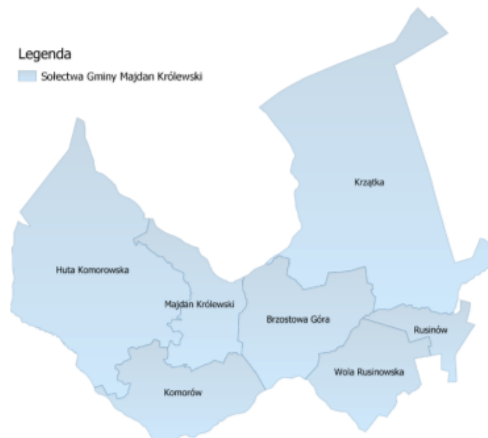 Legenda
Sołectwa Gminy Majdan Królewski
Krzątka
Huta Komorowska
Majdan Królewski
Brzostowa Góra
Rusinów
Wola Rusinowska
Komorów